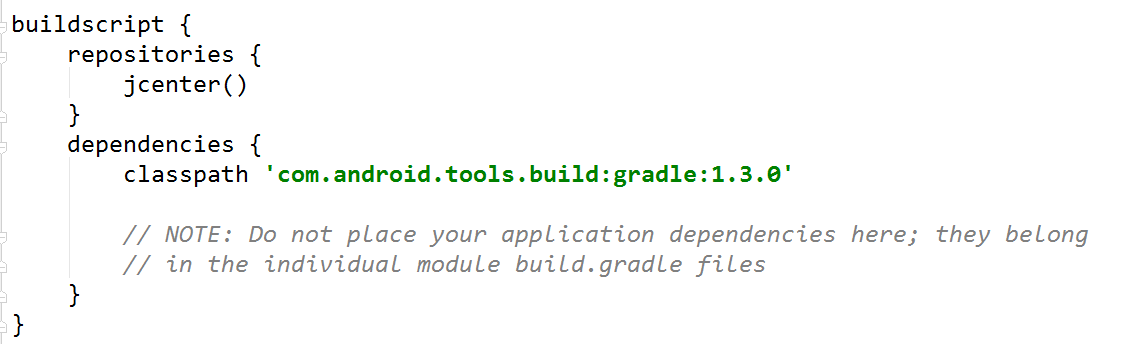 buildscript {
    repositories {
        jcenter()
    }
    dependencies {
        classpath 'com.android.tools.build:gradle:1.3.0'

        // NOTE: Do not place your application dependencies here; they belong
        // in the individual module build.gradle files
    }
}